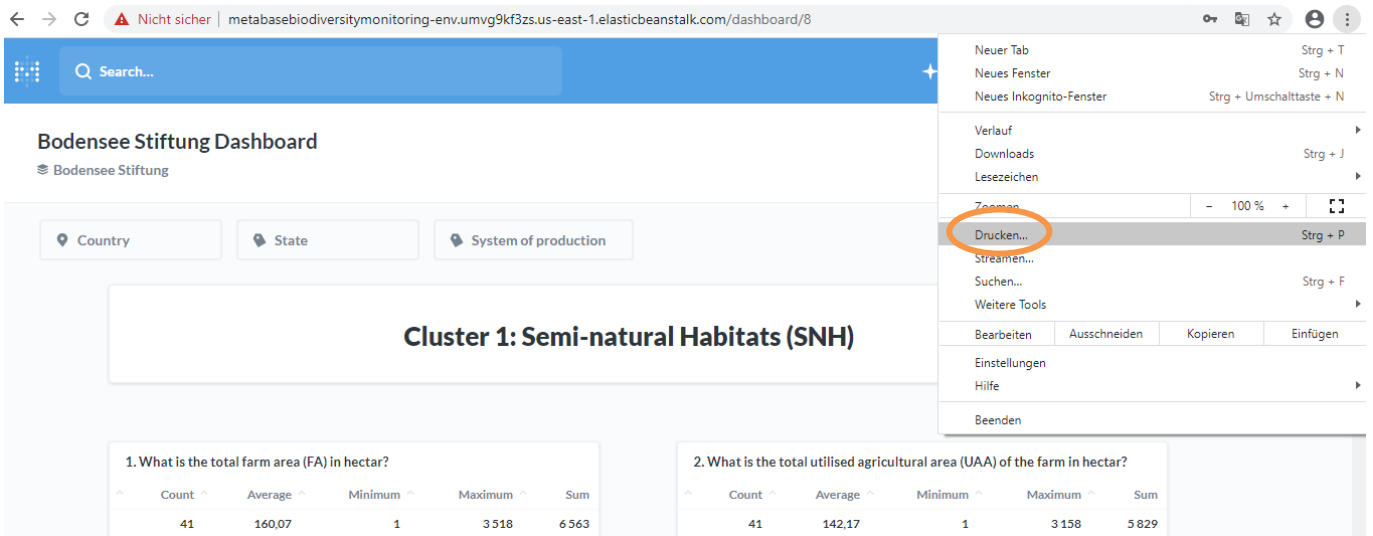 Nicht sicher | metabasebiodiversitymonitoring-env.umvg9kf3zs.us-east-1.elasticbeanstalk.com/dashboard/8
Search...
Bodensee Stiftung Dashboard
Bodensee Stiftung
Country State System of production
Cluster 1: Semi-natural Habitats (SNH)
1. What is the total farm area (FA) in hectar?
Count Average Minimum Maximum Sum
41 160,07 1 3 518 6 563
2. What is the total utilised agricultural area (UAA) of the farm in hectar?
Count Average Minimum Maximum Sum
41 142,17 1 3 158 5 829
Neuer Tab Strg + T
Neues Fenster Strg + N
Neues Inkognito-Fenster Strg + Umschalttaste + N
Verlauf
Downloads Strg + J
Lesezeichen
Zoomen - 100 % +
Drucken... Strg + P
Streamen...
Suchen... Strg + F
Weitere Tools
Bearbeiten Ausschneiden Kopieren Einfügen
Einstellungen
Hilfe
Beenden